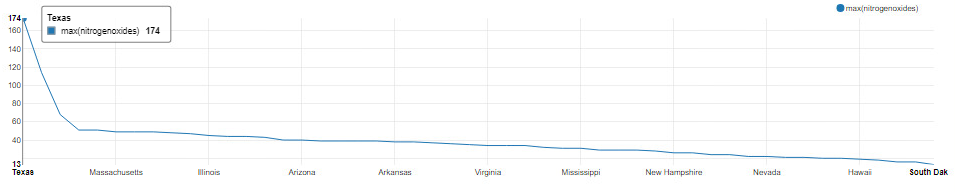 max(nitrogenoxides)
174
Texas
max(nitrogenoxides) 174
160
140
120
100
80
60
40
13
Texas Massachusetts Illinois Arizona Arkansas Virginia Mississippi New Hampshire Nevada Hawaii South Dak